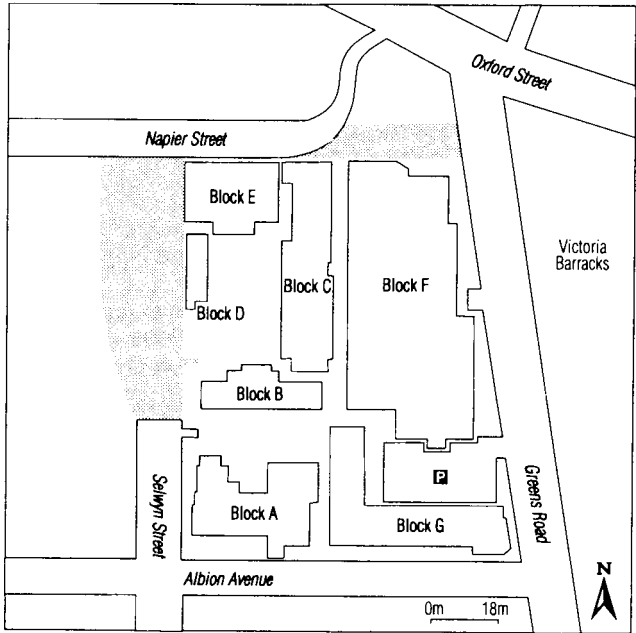 Oxford Street
Napier Street
Block E
Victoria
Barracks
Block C
Block F
Block D
Block B
P
Selwyn Street
Greens Road
Block A
Block G
Albion Avenue
N
0m 18m